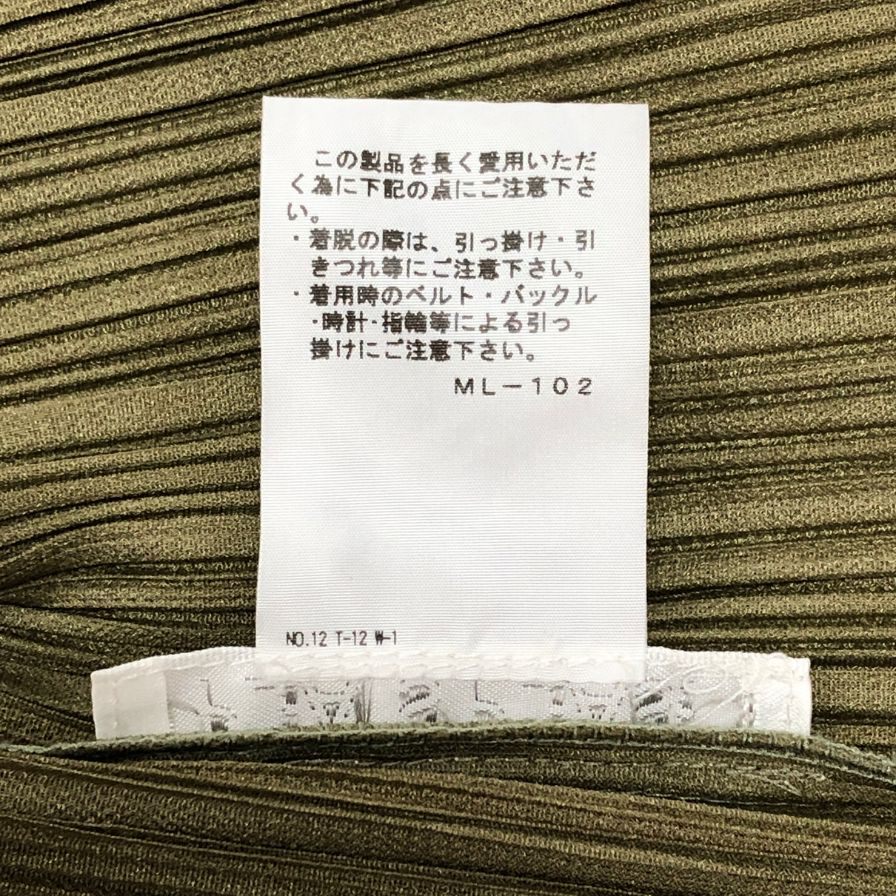 この製品を長く愛用いただ
く為に下記の点にご注意下さ
い。
・着脱の際は、引っ掛け・引
きつれ等にご注意下さい。
・着用時のベルト・バックル
・時計・指輪等による引っ
掛けにご注意下さい。
ML－102
NO.12 T-12 W-1